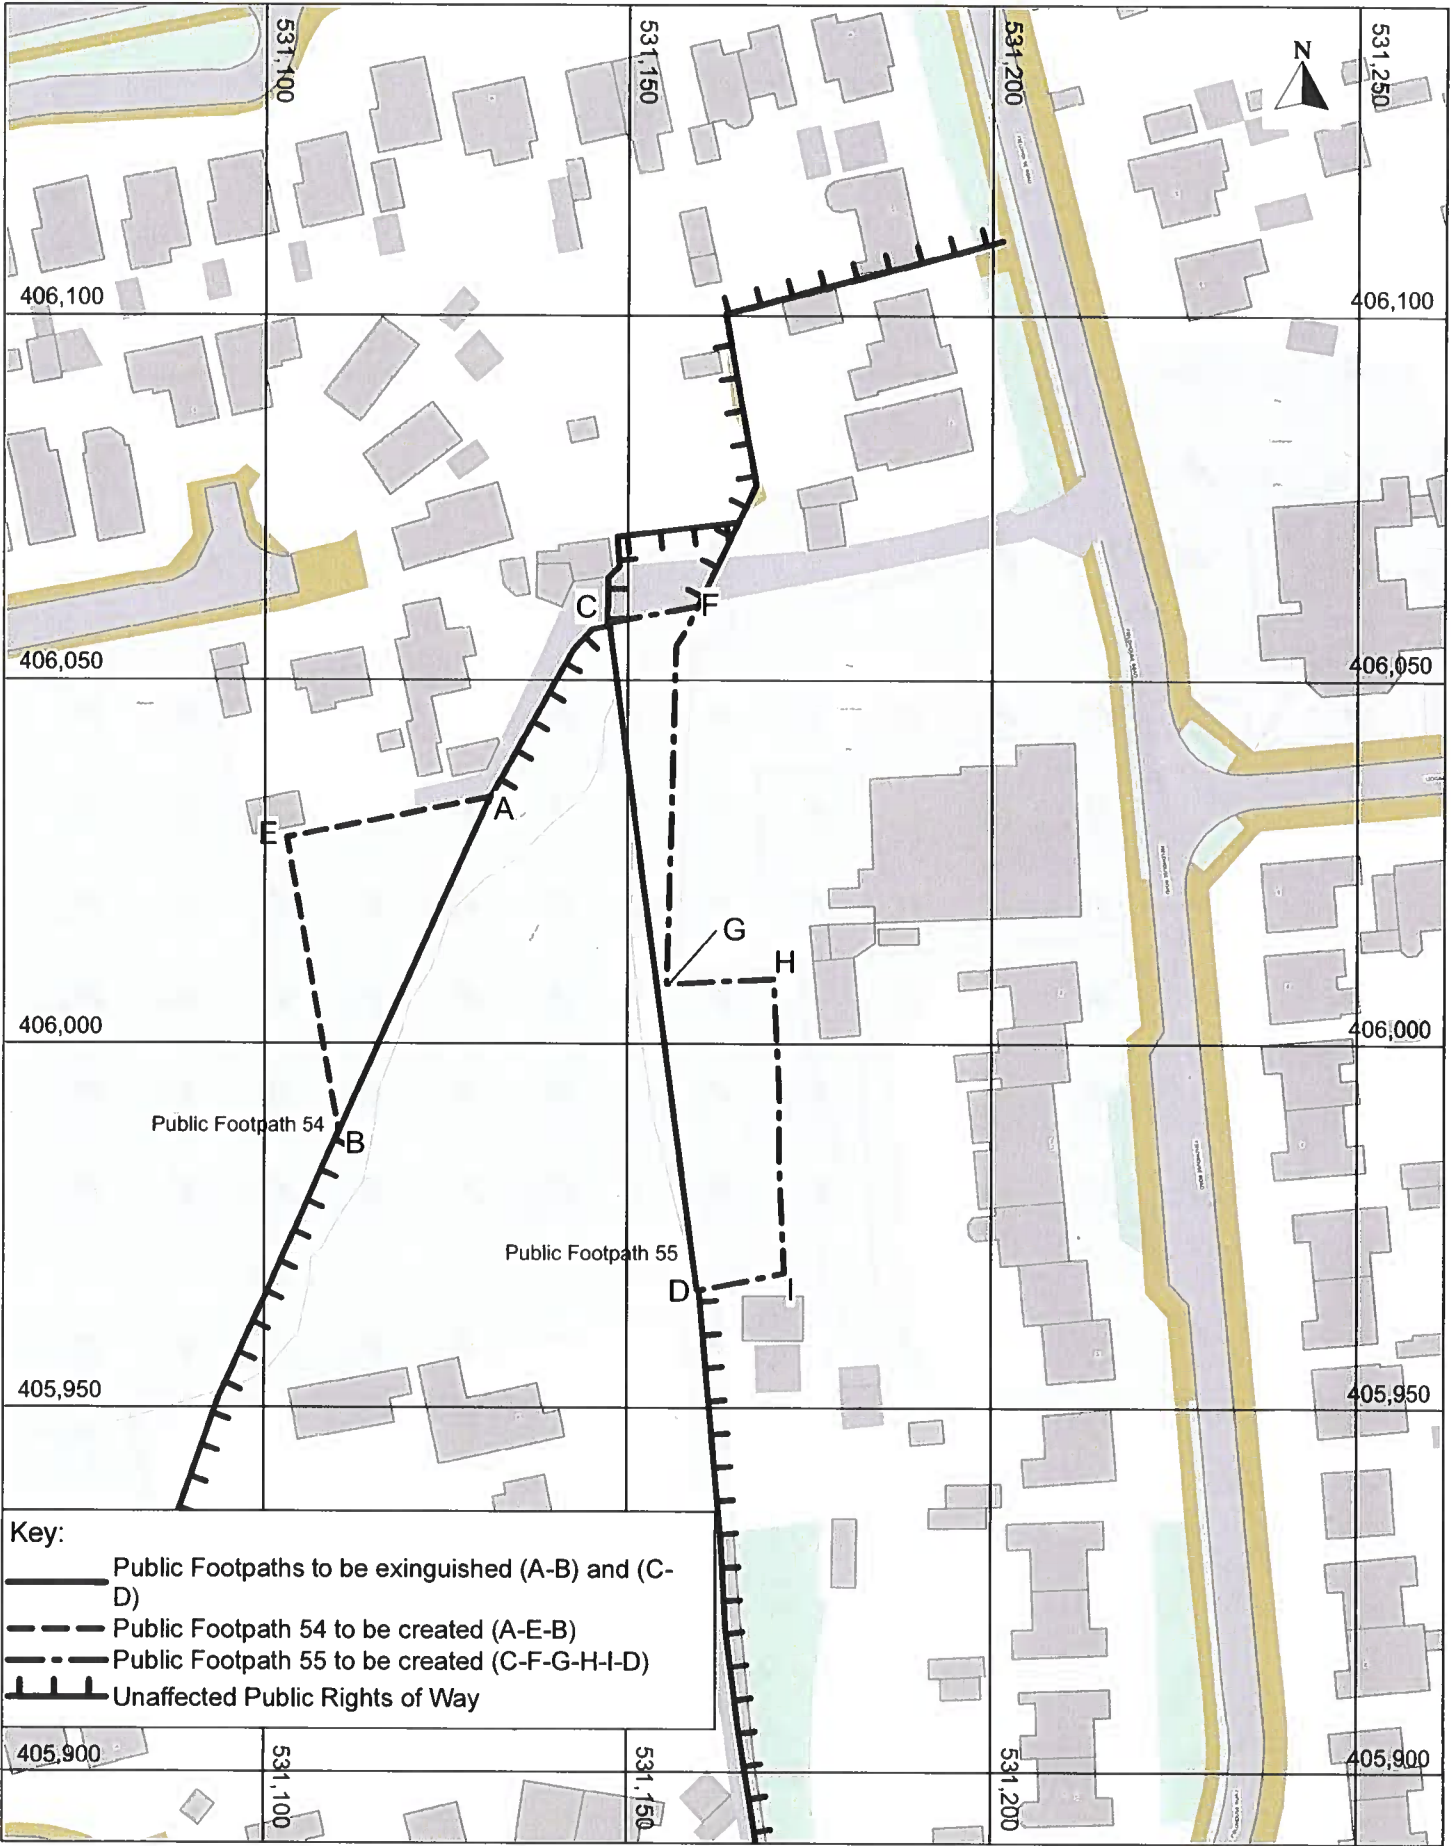 531,100
531,150
531,200
531,250
N
406,100
406,100
C
F
406,050
406,050
A
E
G
H
406,000
406,000
Public Footpath 54
B
Public Footpath 55
D
I
405,950
405,950
Key:
Public Footpaths to be exinguished (A-B) and (C-
D)
Public Footpath 54 to be created (A-E-B)
Public Footpath 55 to be created (C-F-G-H-I-D)
Unaffected Public Rights of Way
405,900
405,900
531,100
531,150
531,200